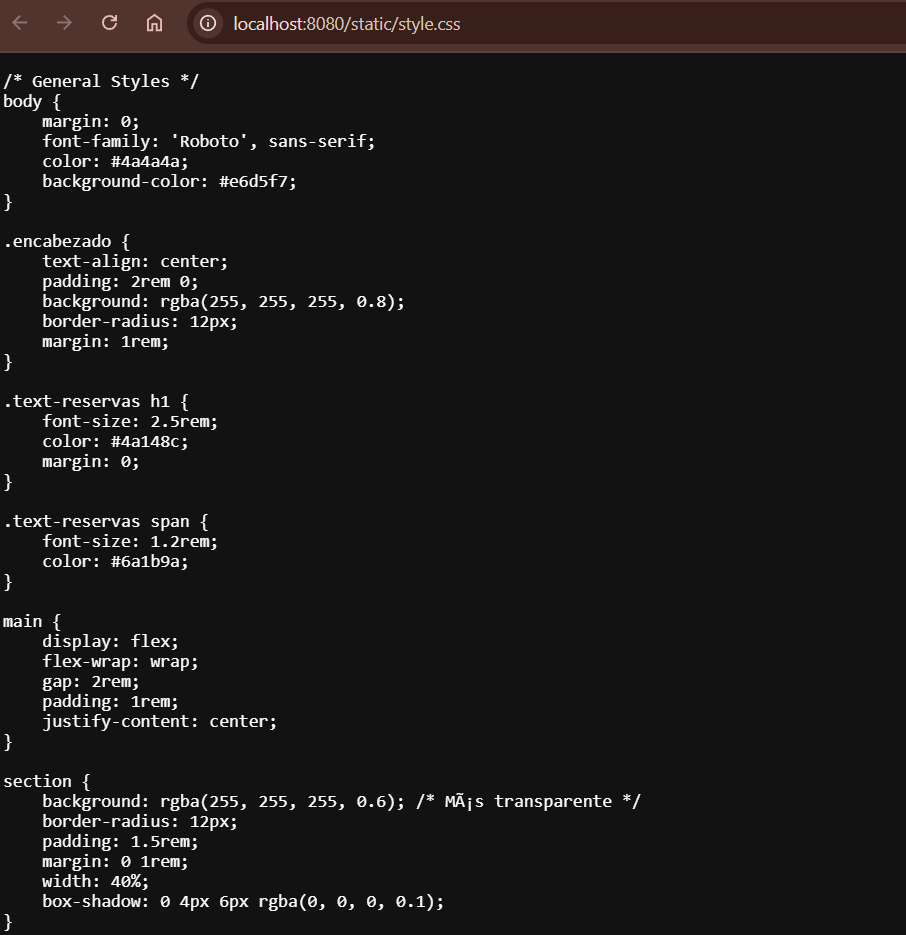 localhost:8080/static/style.css
/* General Styles */
body {
    margin: 0;
    font-family: 'Roboto', sans-serif;
    color: #4a4a4a;
    background-color: #e6d5f7;
}

.encabezado {
    text-align: center;
    padding: 2rem 0;
    background: rgba(255, 255, 255, 0.8);
    border-radius: 12px;
    margin: 1rem;
}

.text-reservas h1 {
    font-size: 2.5rem;
    color: #4a148c;
    margin: 0;
}

.text-reservas span {
    font-size: 1.2rem;
    color: #6a1b9a;
}

main {
    display: flex;
    flex-wrap: wrap;
    gap: 2rem;
    padding: 1rem;
    justify-content: center;
}

section {
    background: rgba(255, 255, 255, 0.6); /* MÃ¡s transparente */
    border-radius: 12px;
    padding: 1.5rem;
    margin: 0 1rem;
    width: 40%;
    box-shadow: 0 4px 6px rgba(0, 0, 0, 0.1);
}